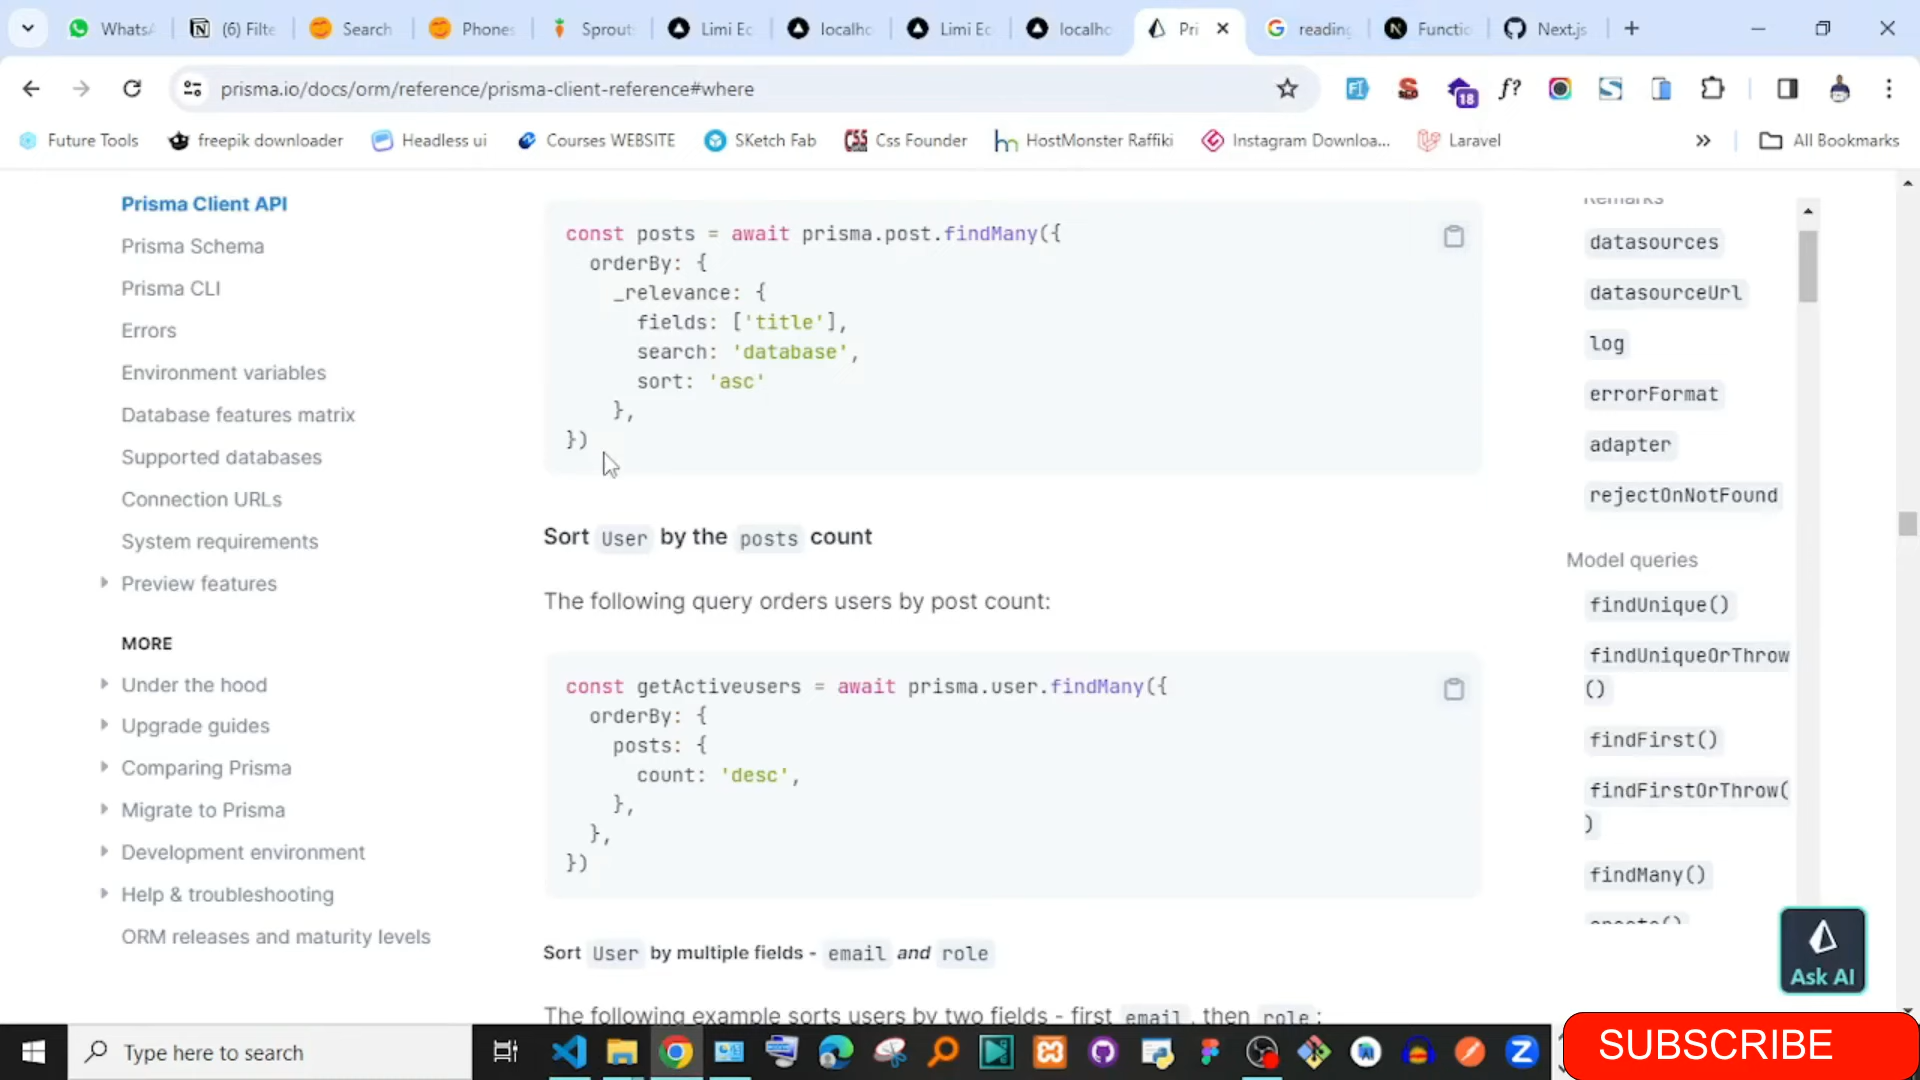 WhatsA
(6) Filte
Search
Phones
Sprout
Limi Ec
localho
Limi Ec
localho
Pri
reading
Functio
Next.js
prisma.io/docs/orm/reference/prisma-client-reference#where
18
f?
Future Tools
freepik downloader
Headless ui
Courses WEBSITE
SKetch Fab
Css Founder
HostMonster Raffiki
Instagram Downloa...
Laravel
All Bookmarks
Prisma Client API
Prisma Schema
Prisma CLI
Errors
Environment variables
Database features matrix
Supported databases
Connection URLs
System requirements
Preview features
MORE
Under the hood
Upgrade guides
Comparing Prisma
Migrate to Prisma
Development environment
Help & troubleshooting
ORM releases and maturity levels
const posts = await prisma.post.findMany({
orderBy: {
_relevance: {
fields: ['title'],
search: 'database',
sort: 'asc'
},
})
Sort User by the posts count
The following query orders users by post count:
const getActiveusers = await prisma.user.findMany({
orderBy: {
posts: {
count: 'desc',
},
},
})
Sort User by multiple fields - email and role
The following example sorts users by two fields - first email, then role:
Remarks
datasources
datasourceUrl
log
errorFormat
adapter
rejectOnNotFound
Model queries
findUnique()
findUniqueOrThrow
()
findFirst()
findFirstOrThrow(
)
findMany()
create()
Ask AI
Type here to search
SUBSCRIBE